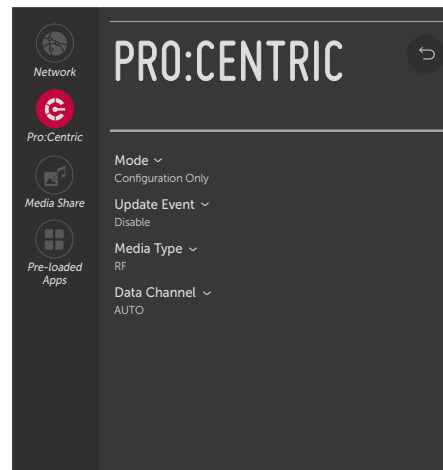 Network
Pro:Centric
Media Share
Pre-loaded
Apps
PRO:CENTRIC
Mode
Configuration Only
Update Event
Disable
Media Type
RF
Data Channel
AUTO